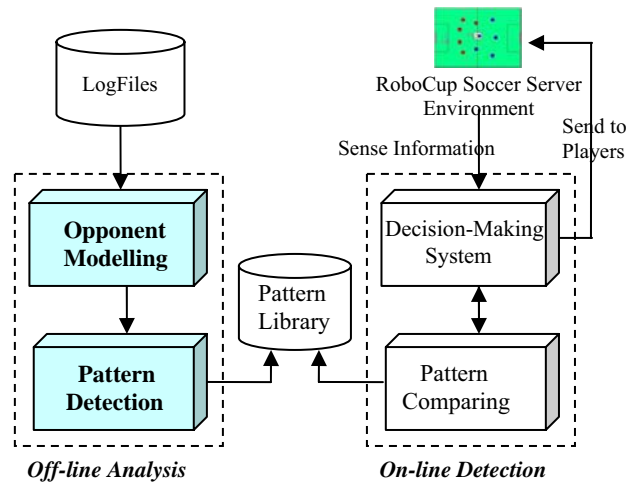 LogFiles
RoboCup Soccer Server
Environment
Send to
Players
Sense Information
Opponent
Modelling
Decision-Making
System
Pattern
Library
Pattern
Detection
Pattern
Comparing
Off-line Analysis
On-line Detection